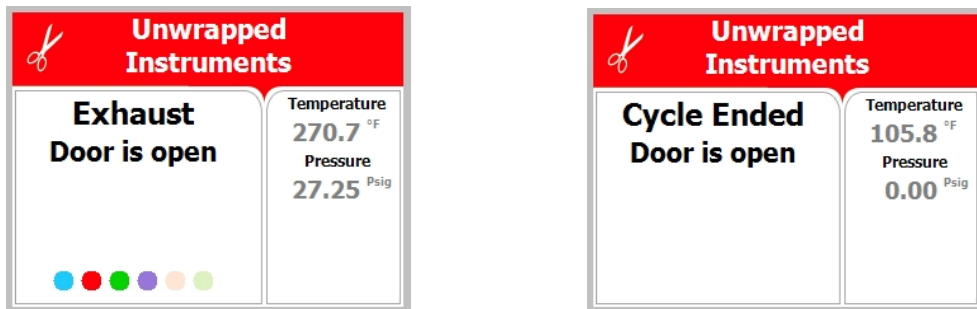 Unwrapped
Instruments
Exhaust
Door is open
Temperature
270.7 °F
Pressure
27.25 Psig
Unwrapped
Instruments
Cycle Ended
Door is open
Temperature
105.8 °F
Pressure
0.00 Psig